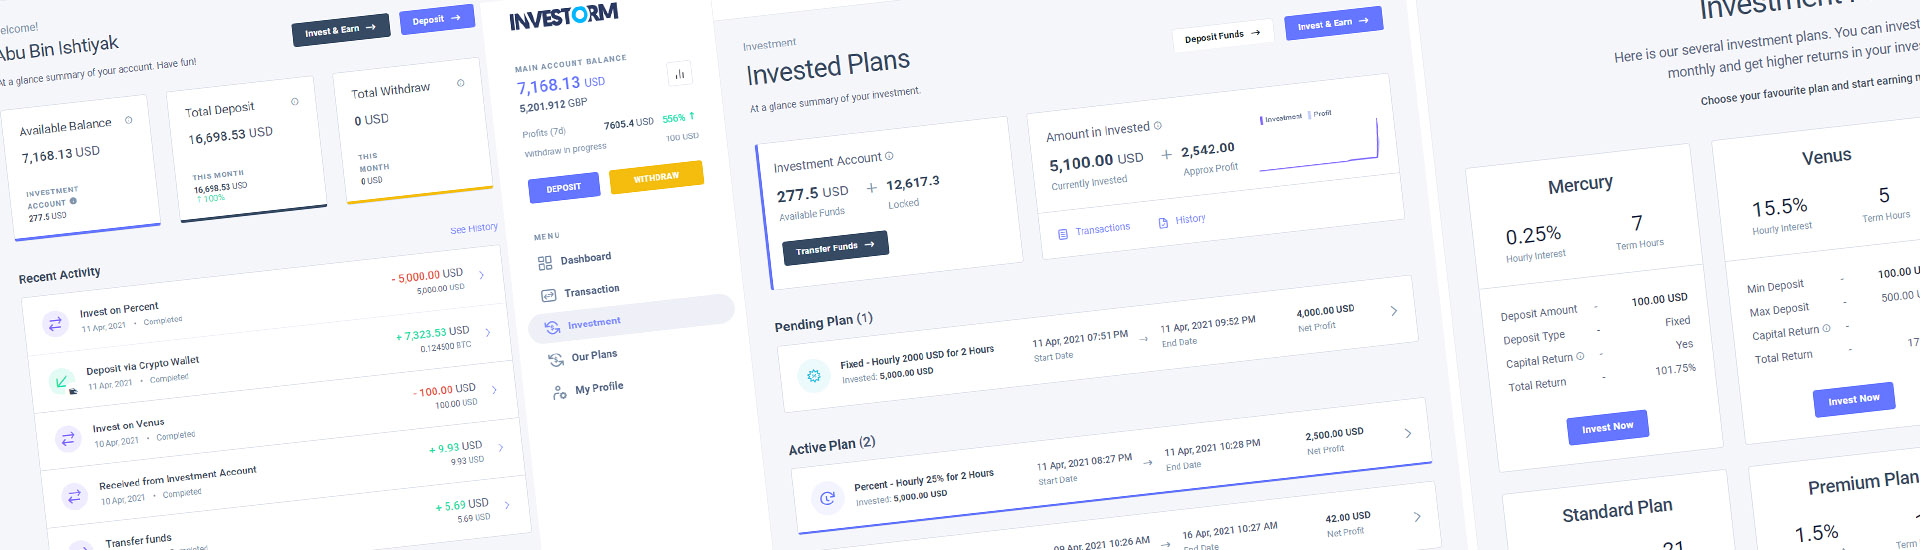 elcome!
Abu Bin Ishtiyak
At a glance summary of your account. Have fun!
Invest & Earn →
Deposit →
Available Balance
7,168.13 USD
INVESTMENT
ACCOUNT
277.5 USD
Total Deposit
16,698.53 USD
THIS MONTH
16,698.53 USD
↑ 100%
Total Withdraw
0 USD
THIS
MONTH
0 USD
See History
Recent Activity
Invest on Percent
11 Apr, 2021 • Completed
- 5,000.00 USD
5,000.00 USD
Deposit via Crypto Wallet
11 Apr, 2021 • Completed
+ 7,323.53 USD
0.124500 BTC
Invest on Venus
10 Apr, 2021 • Completed
- 100.00 USD
100.00 USD
Received from Investment Account
10 Apr, 2021 • Completed
+ 9.93 USD
9.93 USD
Transfer funds
Completed
+ 5.69 USD
5.69 USD
INVESTORM
MAIN ACCOUNT BALANCE
7,168.13 USD
5,201.912 GBP
Profits (7d) 7605.4 USD 556% ↑
Withdraw in progress 100 USD
DEPOSIT
WITHDRAW
MENU
Dashboard
Transaction
Investment
Our Plans
My Profile
Investment
Invested Plans
At a glance summary of your investment.
Deposit Funds →
Invest & Earn →
Investment Account
277.5 USD + 12,617.3
Available Funds Locked
Transfer Funds →
Amount in Invested
Investment Profit
5,100.00 USD + 2,542.00
Currently Invested Approx Profit
Transactions History
Pending Plan (1)
Fixed - Hourly 2000 USD for 2 Hours
Invested: 5,000.00 USD
11 Apr, 2021 07:51 PM → 11 Apr, 2021 09:52 PM
Start Date End Date
4,000.00 USD
Net Profit
Active Plan (2)
Percent - Hourly 25% for 2 Hours
Invested: 5,000.00 USD
11 Apr, 2021 08:27 PM → 11 Apr, 2021 10:28 PM
Start Date End Date
2,500.00 USD
Net Profit
09 Apr, 2021 10:26 AM → 16 Apr, 2021 10:27 AM
End Date
42.00 USD
Net Profit
Investment
Here is our several investment plans. You can invest
monthly and get higher returns in your inves
Choose your favourite plan and start earning
Mercury
0.25% 7
Hourly Interest Term Hours
Deposit Amount - 100.00 USD
Deposit Type - Fixed
Capital Return - Yes
Total Return - 101.75%
Invest Now
Venus
15.5% 5
Hourly Interest Term Hours
Min Deposit - 100.00 U
Max Deposit - 500.00 U
Capital Return -
Total Return - 17
Invest Now
Standard Plan
21
Premium Plan
1.5%
Term